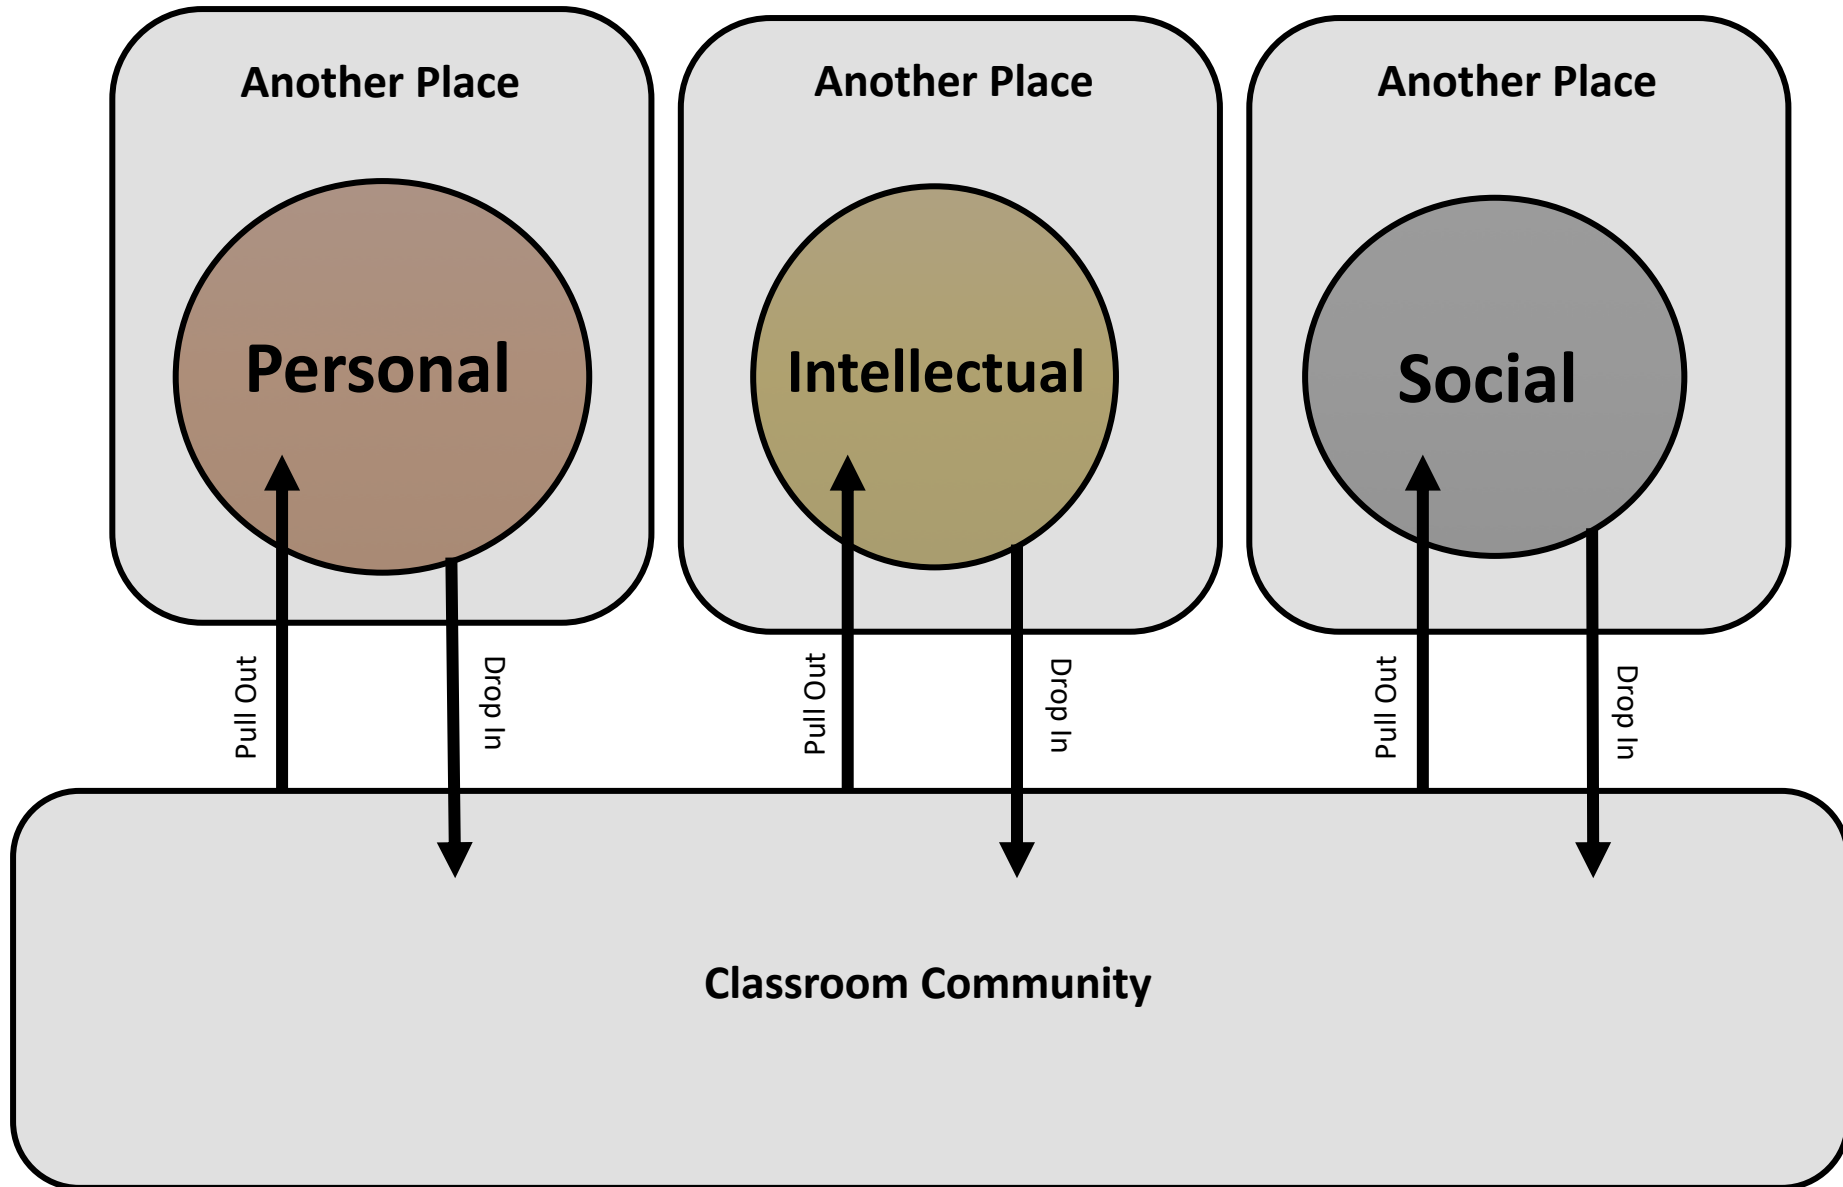 Another Place
Another Place
Another Place
Personal
Intellectual
Social
Pull Out
Drop In
Pull Out
Drop In
Pull Out
Drop In
Classroom Community